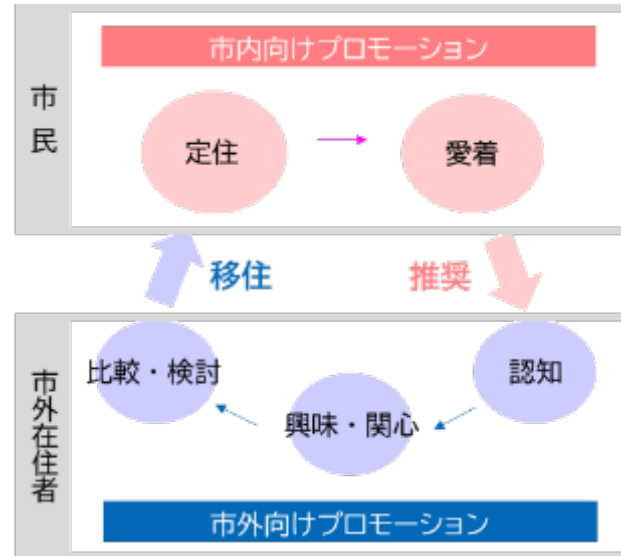 市内向けプロモーション
市民
定住
愛着
移住
推奨
市外在住者
比較・検討
興味・関心
認知
市外向けプロモーション